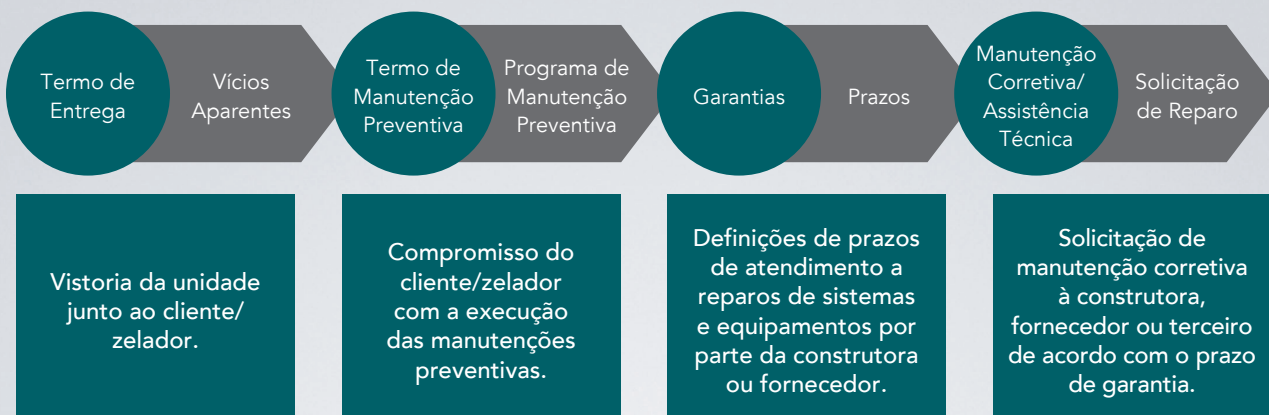 Termo de
Entrega
Vícios
Aparentes
Termo de
Manutenção
Preventiva
Programa de
Manutenção
Preventiva
Garantias
Prazos
Manutenção
Corretiva/
Assistência
Técnica
Solicitação
de Reparo
Vistoria da unidade
junto ao cliente/
zelador.
Compromisso do
cliente/zelador
com a execução
das manutenções
preventivas.
Definições de prazos
de atendimento a
reparos de sistemas
e equipamentos por
parte da construtora
ou fornecedor.
Solicitação de
manutenção corretiva
à construtora,
fornecedor ou terceiro
de acordo com o prazo
de garantia.